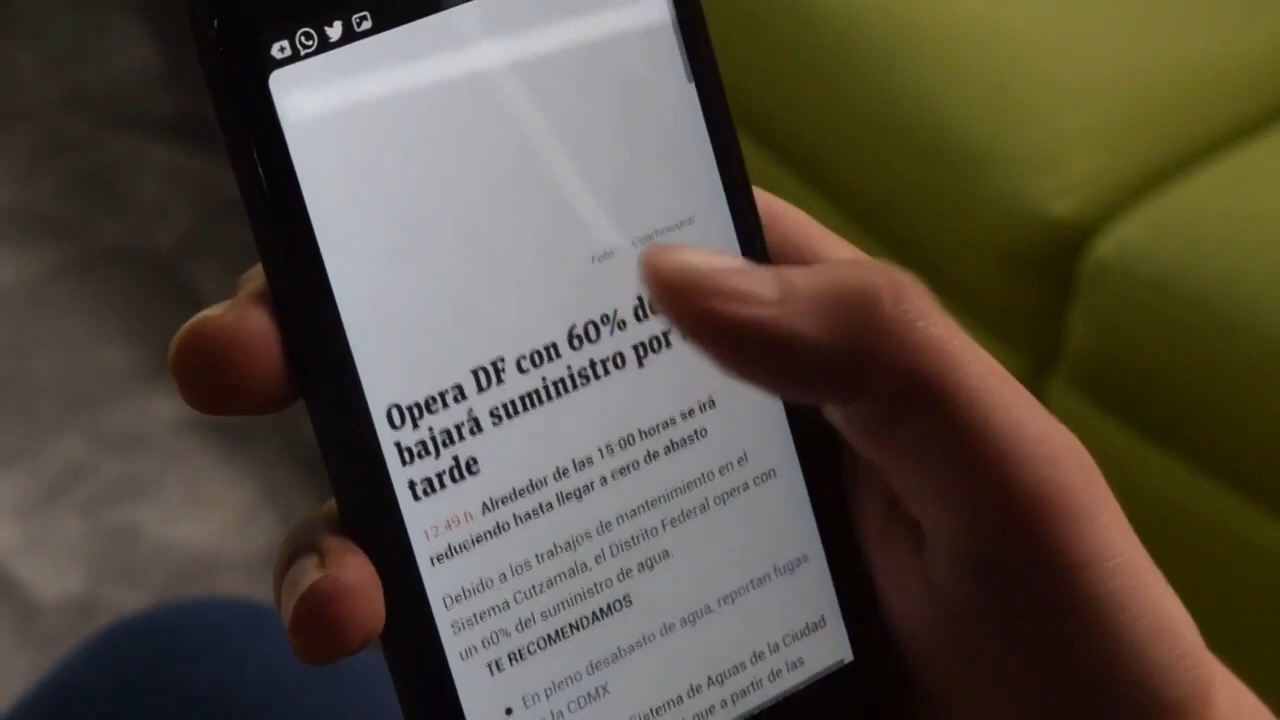 Foto: Cuartoscuro/
Opera DF con 60% de
bajará suministro por
tarde
12:49 h. Alrededor de las 15:00 horas se irá
reduciendo hasta llegar a cero de abasto
Debido a los trabajos de mantenimiento en el
Sistema Cutzamala, el Distrito Federal opera con
un 60% del suministro de agua.
TE RECOMENDAMOS
• En pleno desabasto de agua, reportan fugas
la CDMX
Sistema de Aguas de la Ciudad
que a partir de las